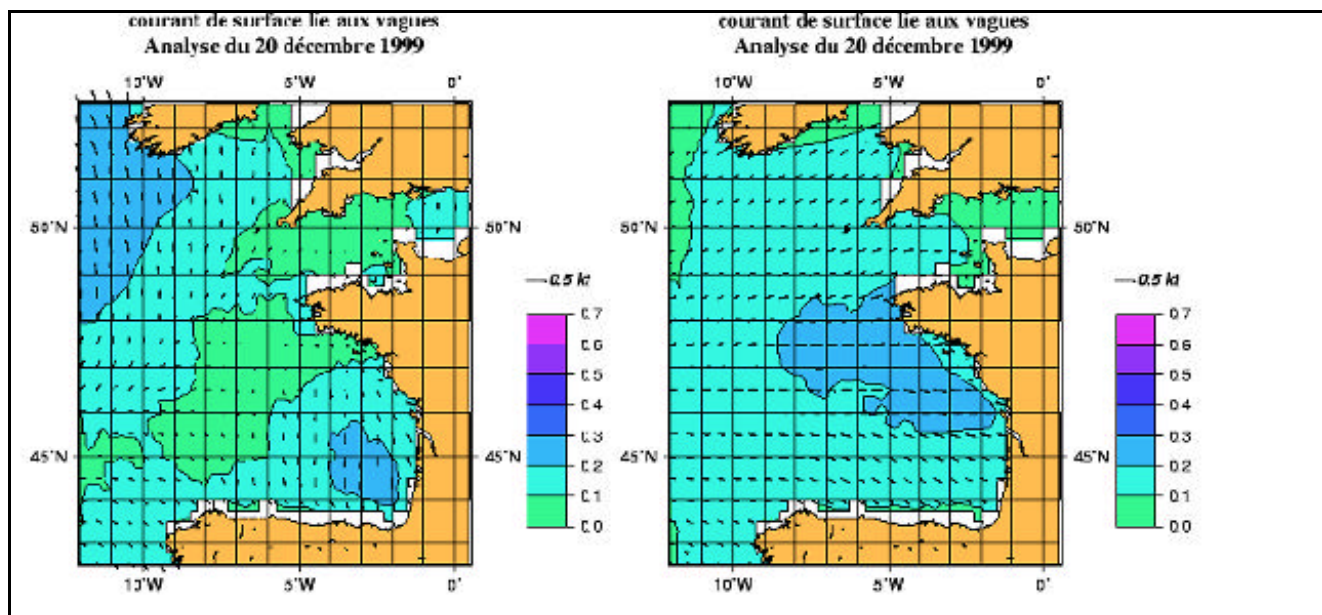 courant de surface lie aux vagues
Analyse du 20 décembre 1999
10°W 5°W 0°
50°N 50°N
45°N 45°N
10°W 5°W 0°
0.5 kt
0.7
0.6
0.5
0.4
0.3
0.2
0.1
0.0
courant de surface lie aux vagues
Analyse du 20 décembre 1999
10°W 5°W 0°
50°N
45°N
10°W 5°W 0°
0.5 kt
0.7
0.6
0.5
0.4
0.3
0.2
0.1
0.0